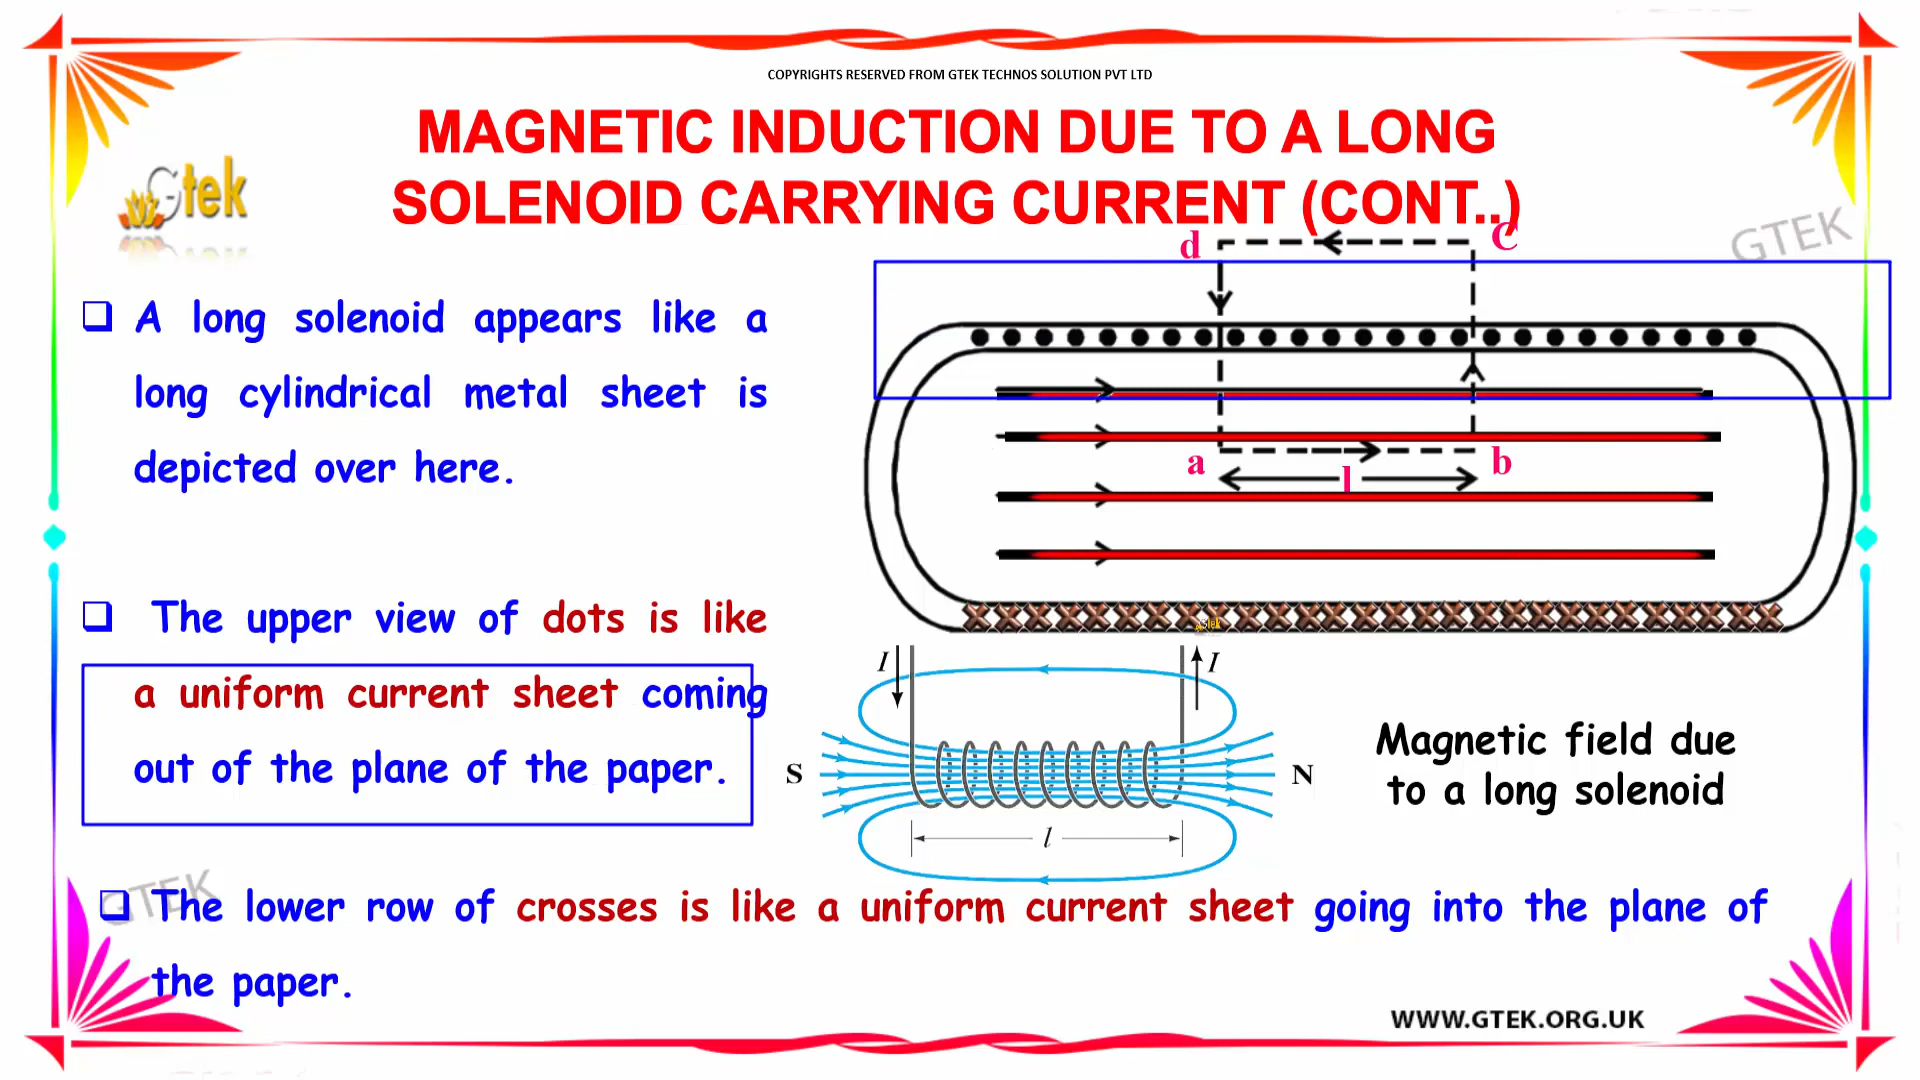 COPYRIGHTS RESERVED FROM GTEK TECHNOS SOLUTION PVT LTD
MAGNETIC INDUCTION DUE TO A LONG
SOLENOID CARRYING CURRENT (CONT..)
Gtek
GTEK
d
C
a
b
l
A long solenoid appears like a
long cylindrical metal sheet is
depicted over here.
The upper view of dots is like
a uniform current sheet coming
out of the plane of the paper.
Gtek
I
I
S
N
l
Magnetic field due
to a long solenoid
GTEK
The lower row of crosses is like a uniform current sheet going into the plane of
the paper.
WWW.GTEK.ORG.UK